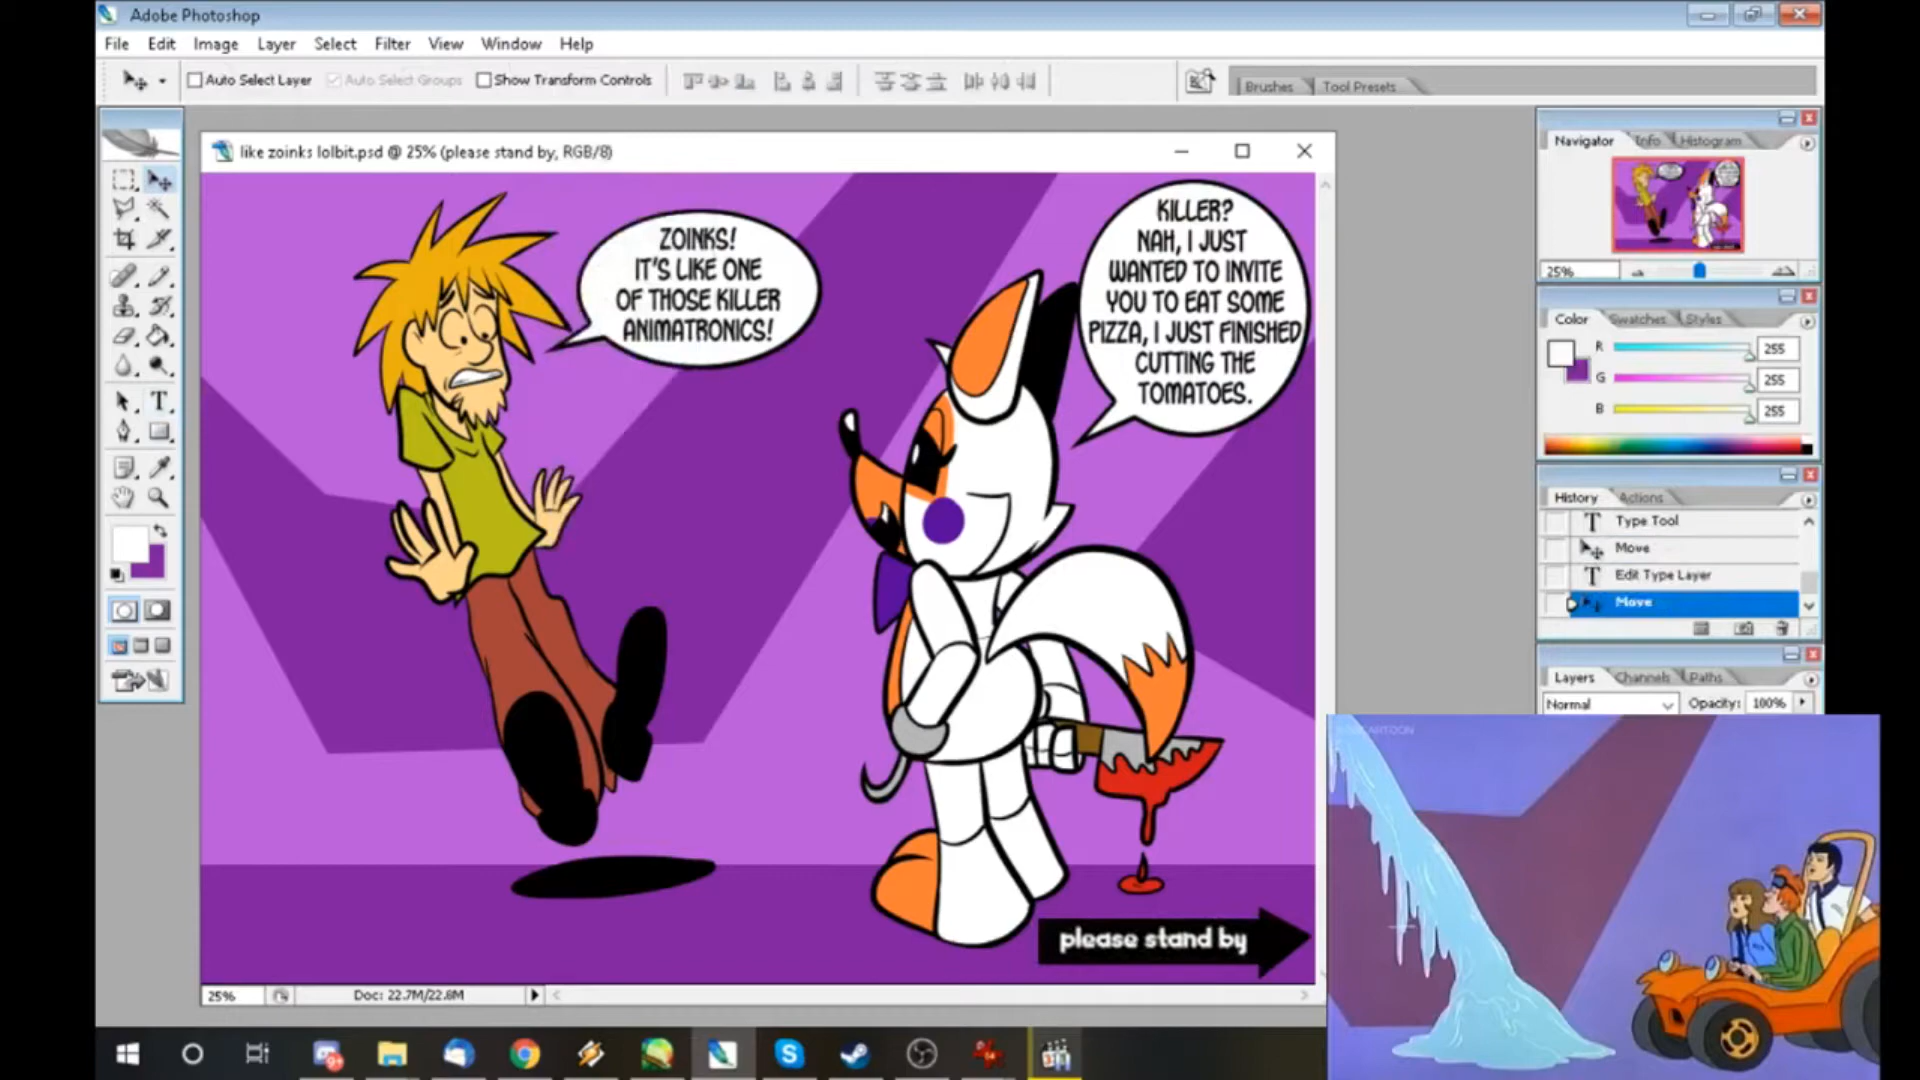 Adobe Photoshop
File Edit Image Layer Select Filter View Window Help
Auto Select Layer Auto Select Groups Show Transform Controls
Brushes Tool Presets
like zoinks lolbit.psd @ 25% (please stand by, RGB/8)
ZOINKS!
IT'S LIKE ONE
OF THOSE KILLER
ANIMATRONICS!
KILLER?
NAH, I JUST
WANTED TO INVITE
YOU TO EAT SOME
PIZZA, I JUST FINISHED
CUTTING THE
TOMATOES.
please stand by
25% Doc: 22.7M/22.6M
Navigator Info Histogram
25%
Color Swatches Styles
R 255
G 255
B 255
History Actions
Type Tool
Move
Edit Type Layer
Move
Layers Channels Paths
Normal Opacity: 100%